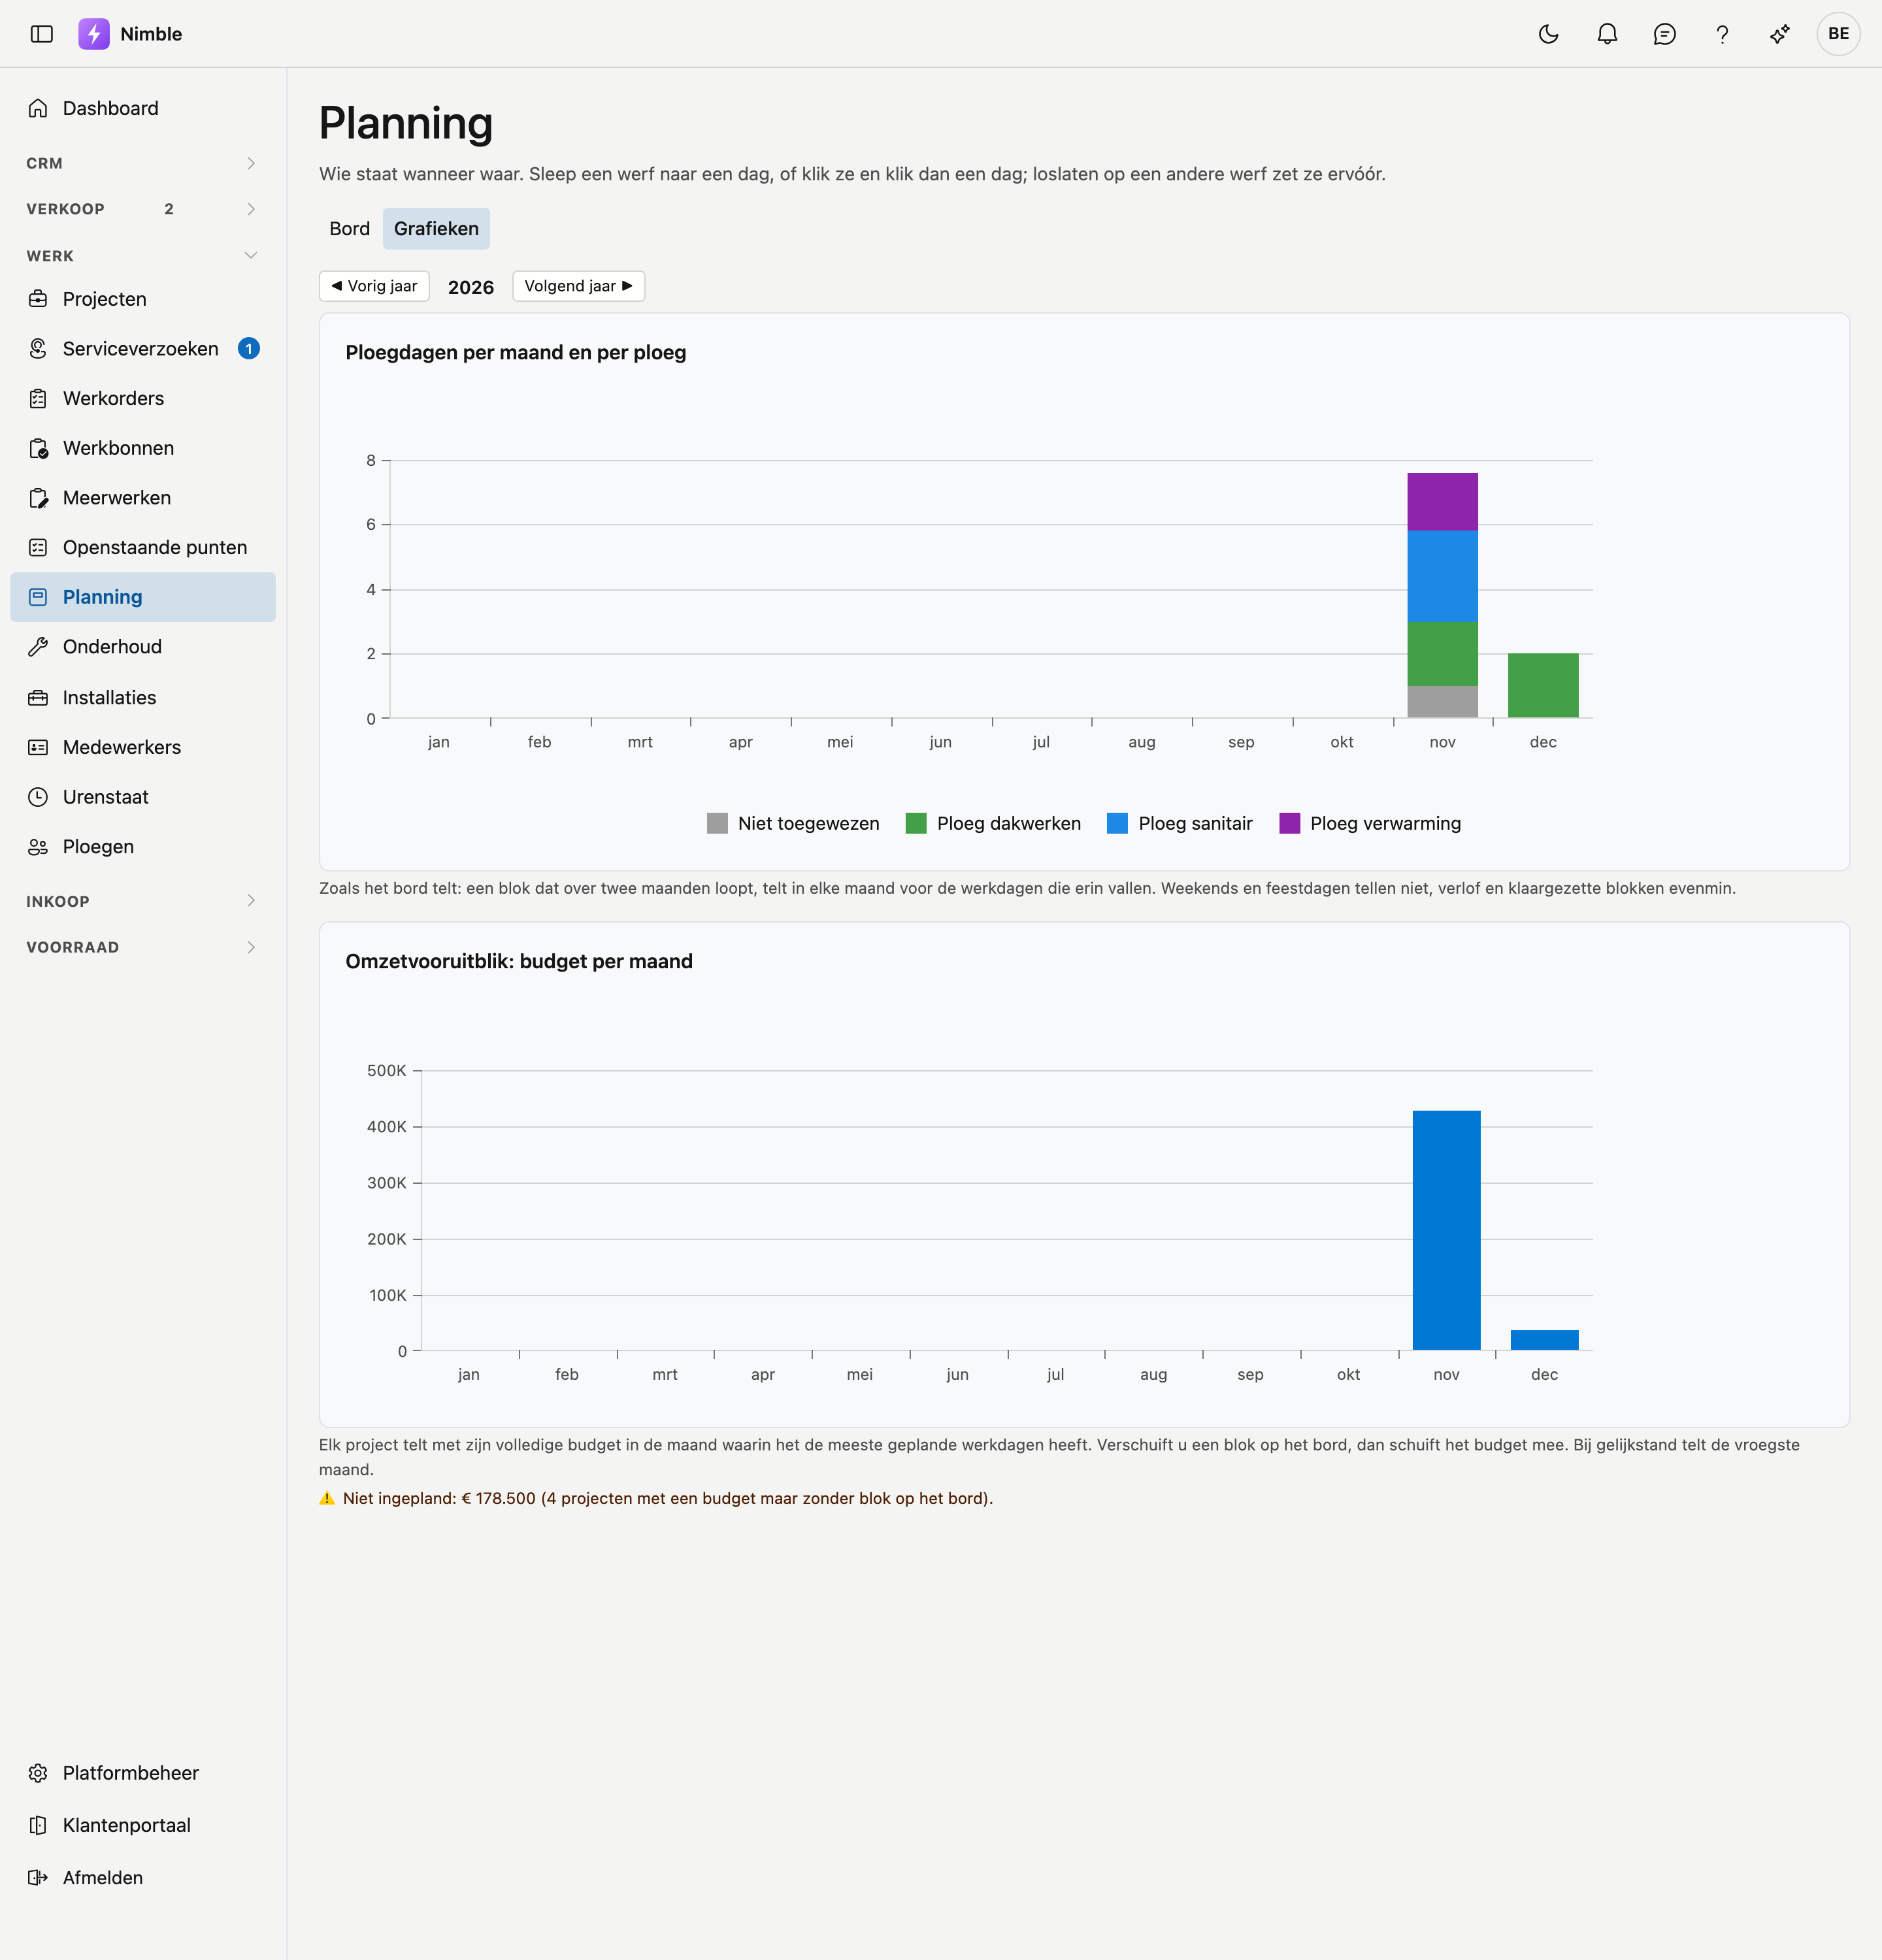 Nimble
BE
Dashboard
CRM
VERKOOP 2
WERK
Projecten
Serviceverzoeken 1
Werkorders
Werkbonnen
Meerwerken
Openstaande punten
Planning
Onderhoud
Installaties
Medewerkers
Urenstaat
Ploegen
INKOOP
VOORRAAD
Platformbeheer
Klantenportaal
Afmelden
Planning
Wie staat wanneer waar. Sleep een werf naar een dag, of klik ze en klik dan een dag; loslaten op een andere werf zet ze ervóór.
Bord Grafieken
Vorig jaar 2026 Volgend jaar
Ploegdagen per maand en per ploeg
8
6
4
2
0
jan feb mrt apr mei jun jul aug sep okt nov dec
Niet toegewezen Ploeg dakwerken Ploeg sanitair Ploeg verwarming
Zoals het bord telt: een blok dat over twee maanden loopt, telt in elke maand voor de werkdagen die erin vallen. Weekends en feestdagen tellen niet, verlof en klaargezette blokken evenmin.
Omzetvooruitblik: budget per maand
500K
400K
300K
200K
100K
0
jan feb mrt apr mei jun jul aug sep okt nov dec
Elk project telt met zijn volledige budget in de maand waarin het de meeste geplande werkdagen heeft. Verschuift u een blok op het bord, dan schuift het budget mee. Bij gelijkstand telt de vroegste
maand.
Niet ingepland: € 178.500 (4 projecten met een budget maar zonder blok op het bord).